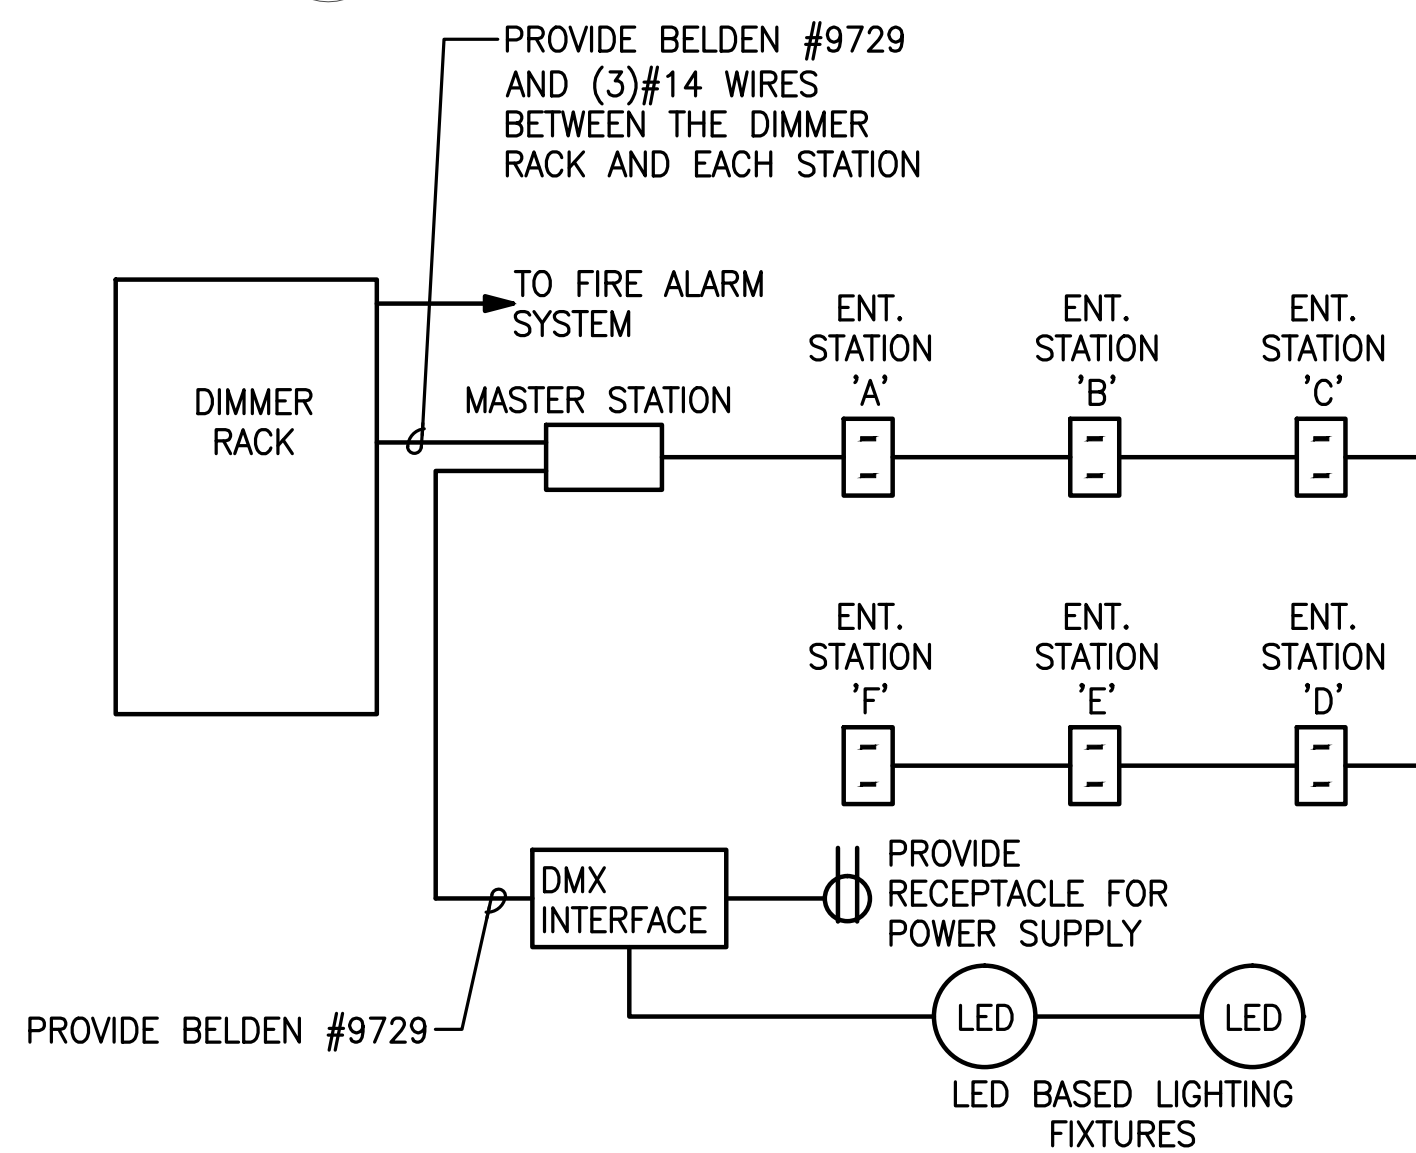 PROVIDE BELDEN #9729
AND (3)#14 WIRES
BETWEEN THE DIMMER
RACK AND EACH STATION
TO FIRE ALARM
SYSTEM
DIMMER
RACK
MASTER STATION
ENT.
STATION
'A'
ENT.
STATION
'B'
ENT.
STATION
'C'
ENT.
STATION
'F'
ENT.
STATION
'E'
ENT.
STATION
'D'
DMX
INTERFACE
PROVIDE
RECEPTACLE FOR
POWER SUPPLY
PROVIDE BELDEN #9729
LED
LED
LED BASED LIGHTING
FIXTURES